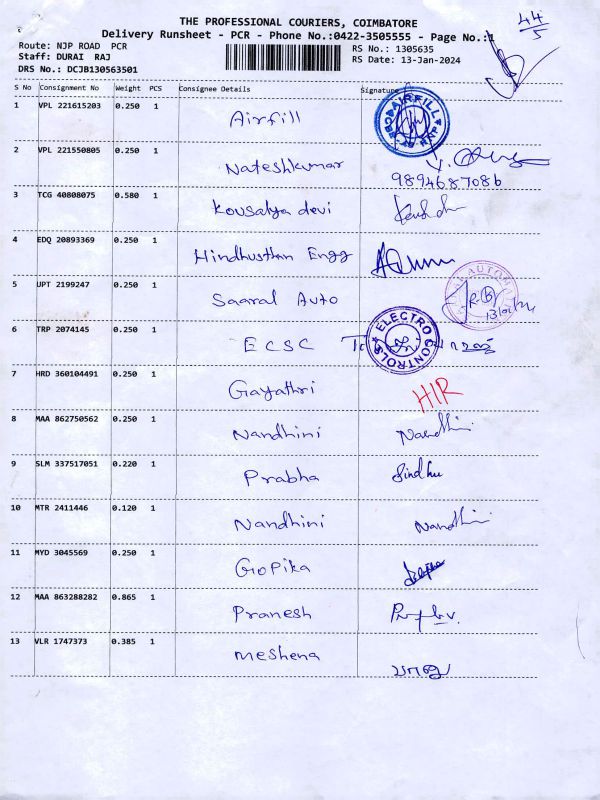 THE PROFESSIONAL COURIERS, COIMBATORE
44/5
Delivery Runsheet - PCR - Phone No.:0422-3505555 - Page No.:1
Route: NJP ROAD PCR
RS No.: 1305635
Staff: DURAI RAJ
RS Date: 13-Jan-2024
DRS No.: DCJB130563501
S No Consignment No Weight PCS Consignee Details Signature
1 VPL 221615203 0.250 1 Airfill AIRFILL
2 VPL 221550805 0.250 1 Nateshkumar
9894687086
3 TCG 40808075 0.580 1 Kousalya devi
4 EDQ 20893369 0.250 1 Hindhusthan Engg
5 UPT 2199247 0.250 1 Saaral Auto
6 TRP 2074145 0.250 1 ECSC ELECTRO CONTROLS
7 HRD 360104491 0.250 1 Gayathri HIR
8 MAA 862750562 0.250 1 Nandhini Nandhini
9 SLM 337517051 0.220 1 Prabha Sindhu
10 MTR 2411446 0.120 1 Nandhini Nandhini
11 MYD 3045569 0.250 1 Gopika
12 MAA 863288282 0.865 1 Pranesh
13 VLR 1747373 0.385 1 Meshena